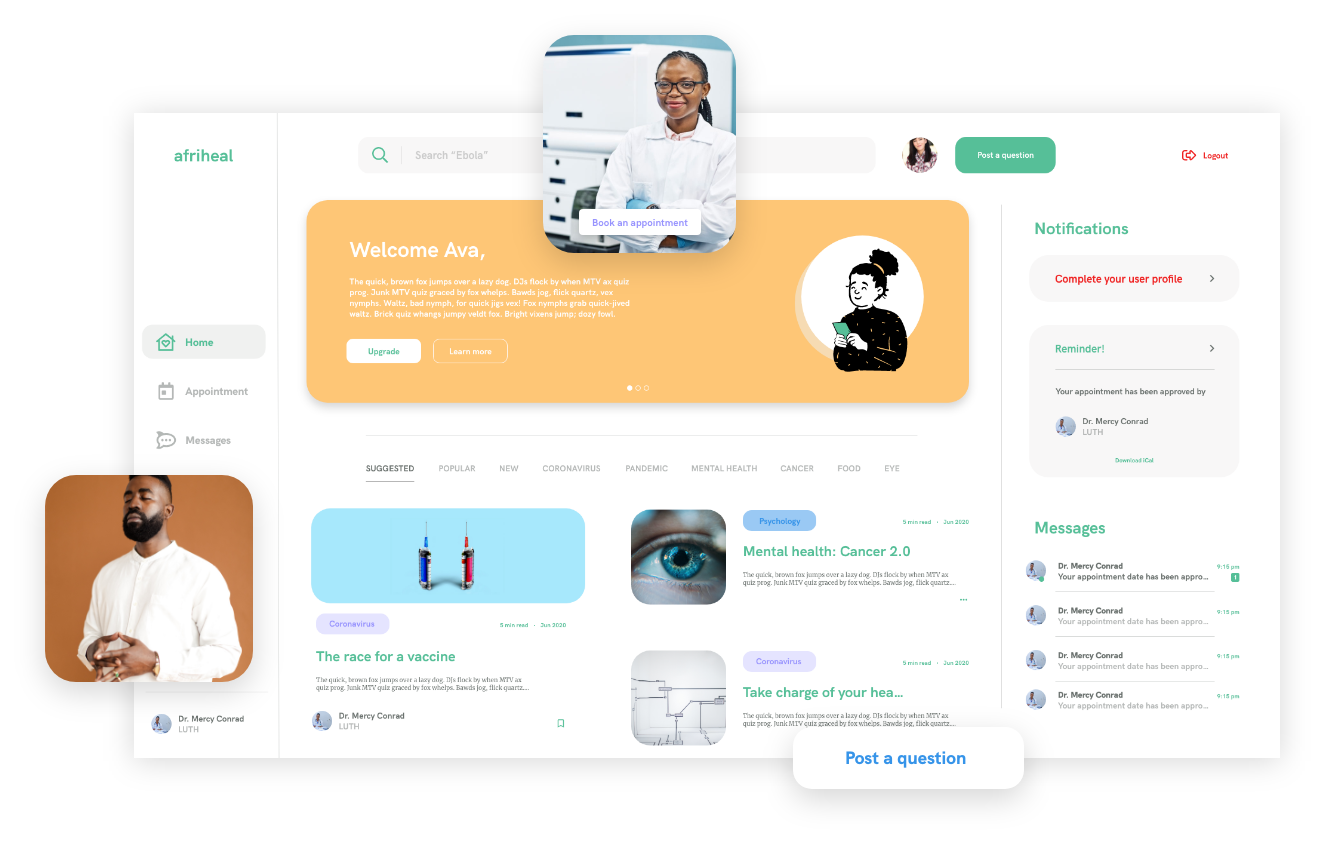 afriheal
Search “Ebola”
Post a question
Logout
Book an appointment
Welcome Ava,
The quick, brown fox jumps over a lazy dog. DJs flock by when MTV ax quiz
prog. Junk MTV quiz graced by fox whelps. Bawds jog, flick quartz, vex
nymphs. Waltz, bad nymph, for quick jigs vex! Fox nymphs grab quick-jived
waltz. Brick quiz whangs jumpy veldt fox. Bright vixens jump; dozy fowl.
Upgrade
Learn more
Home
Appointment
Messages
Dr. Mercy Conrad
LUTH
SUGGESTED
POPULAR
NEW
CORONAVIRUS
PANDEMIC
MENTAL HEALTH
CANCER
FOOD
EYE
Coronavirus
5 min read • Jun 2020
The race for a vaccine
The quick, brown fox jumps over a lazy dog. DJs flock by when MTV ax
quiz prog. Junk MTV quiz graced by fox whelps. Bawds jog, flick quartz....
Dr. Mercy Conrad
LUTH
Psychology
5 min read • Jun 2020
Mental health: Cancer 2.0
The quick, brown fox jumps over a lazy dog. DJs flock by when MTV ax
quiz prog. Junk MTV quiz graced by fox whelps. Bawds jog, flick quartz....
Coronavirus
5 min read • Jun 2020
Take charge of your hea...
The quick, brown fox jumps over a lazy dog. DJs flock by when MTV ax
quiz prog. Junk MTV quiz graced by fox whelps. Bawds jog, flick quartz....
Post a question
Notifications
Complete your user profile
Reminder!
Your appointment has been approved by
Dr. Mercy Conrad
LUTH
Download iCal
Messages
Dr. Mercy Conrad
9:15 pm
Your appointment date has been appro...
1
Dr. Mercy Conrad
9:15 pm
Your appointment date has been appro...
Dr. Mercy Conrad
9:15 pm
Your appointment date has been appro...
Dr. Mercy Conrad
9:15 pm
Your appointment date has been appro...